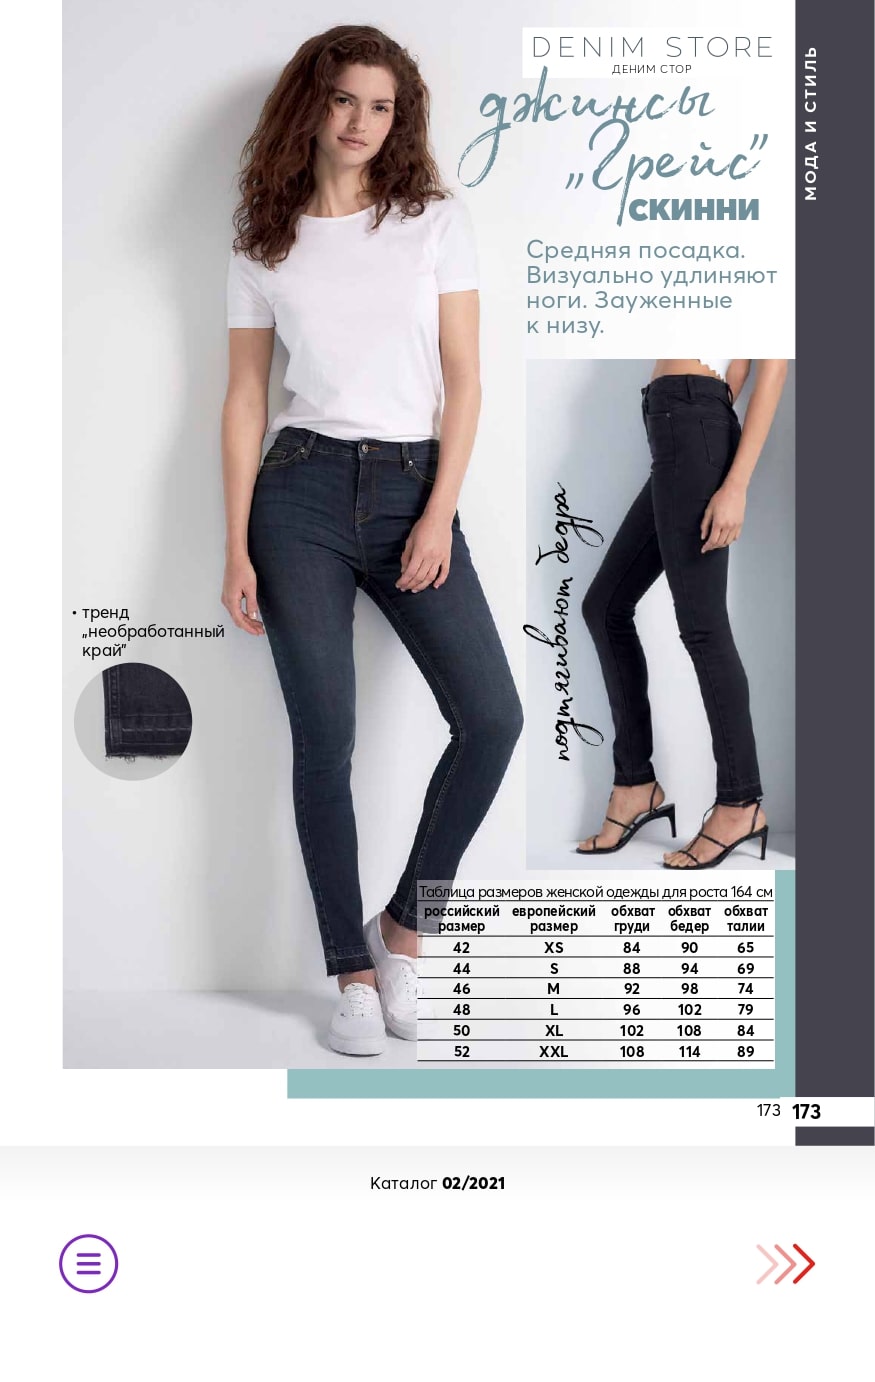 DENIM STORE
ДЕНИМ СТОР
джинсы
„Грейс”
скинни
Средняя посадка.
Визуально удлиняют
ноги. Зауженные
к низу.
МОДА И СТИЛЬ
подтягивают бедра
• тренд
„необработанный
край”
Таблица размеров женской одежды для роста 164 см
российский размер европейский размер обхват груди обхват бедер обхват талии
42 XS 84 90 65
44 S 88 94 69
46 M 92 98 74
48 L 96 102 79
50 XL 102 108 84
52 XXL 108 114 89
173 173
Каталог 02/2021